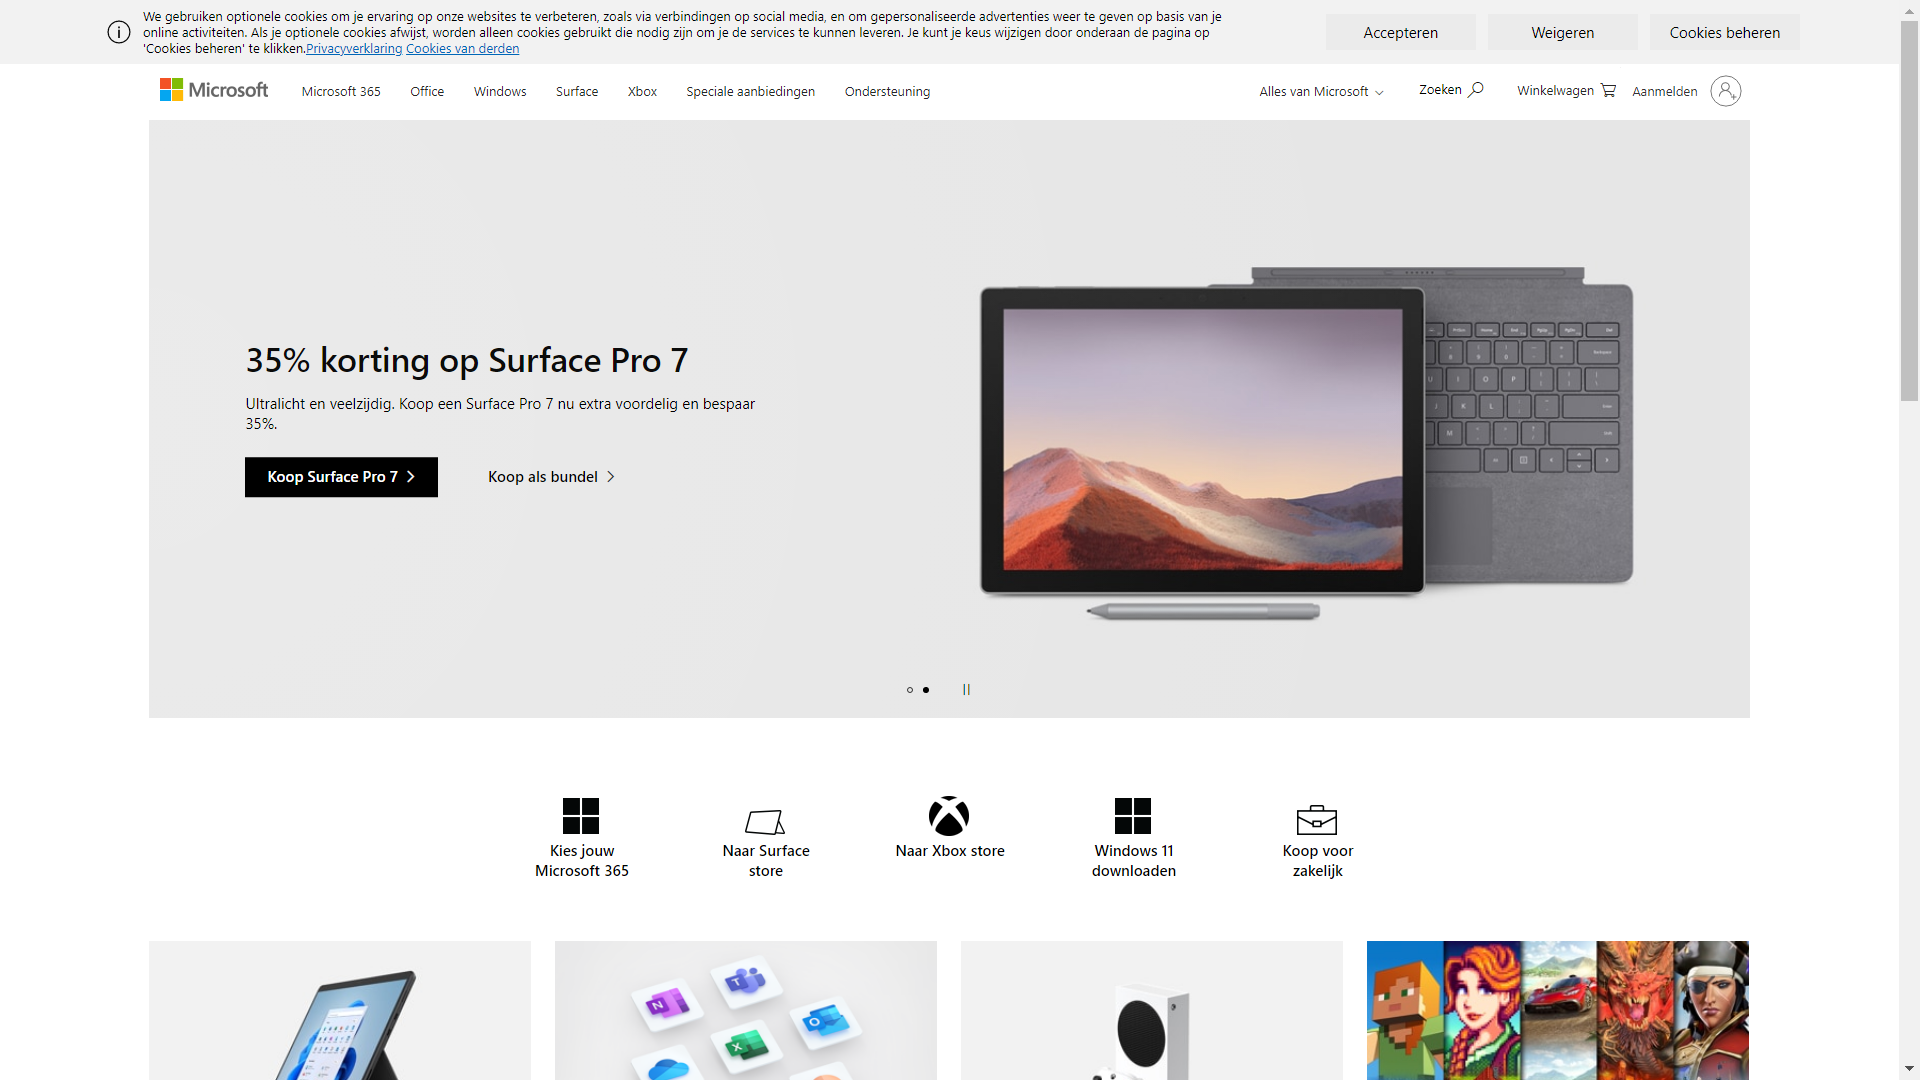 We gebruiken optionele cookies om je ervaring op onze websites te verbeteren, zoals via verbindingen op social media, en om gepersonaliseerde advertenties weer te geven op basis van je
online activiteiten. Als je optionele cookies afwijst, worden alleen cookies gebruikt die nodig zijn om je de services te kunnen leveren. Je kunt je keus wijzigen door onderaan de pagina op
'Cookies beheren' te klikken.Privacyverklaring Cookies van derden
Accepteren
Weigeren
Cookies beheren
Microsoft
Microsoft 365
Office
Windows
Surface
Xbox
Speciale aanbiedingen
Ondersteuning
Alles van Microsoft
Zoeken
Winkelwagen
Aanmelden
35% korting op Surface Pro 7
Ultralicht en veelzijdig. Koop een Surface Pro 7 nu extra voordelig en bespaar
35%.
Koop Surface Pro 7
Koop als bundel
Kies jouw
Microsoft 365
Naar Surface
store
Naar Xbox store
Windows 11
downloaden
Koop voor
zakelijk